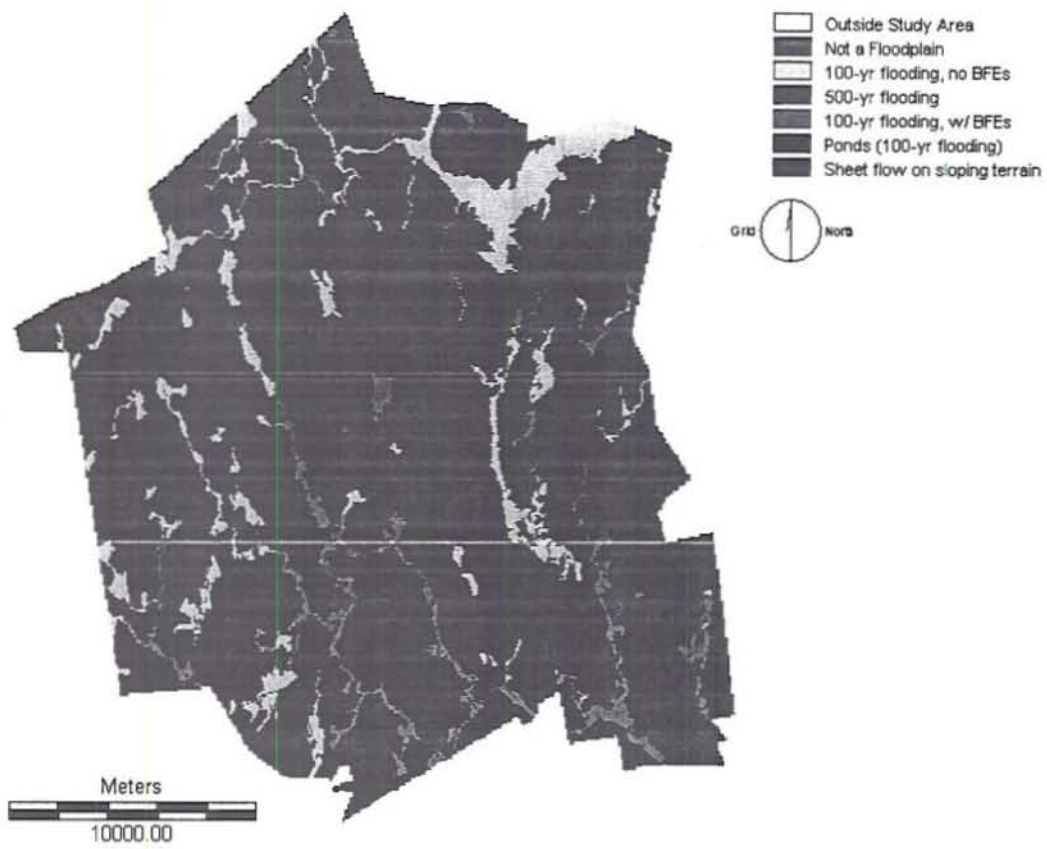 Outside Study Area
Not a Floodplain
100-yr flooding, no BFEs
500-yr flooding
100-yr flooding, w/ BFEs
Ponds (100-yr flooding)
Sheet flow on sloping terrain
Grid North
Meters
10000.00